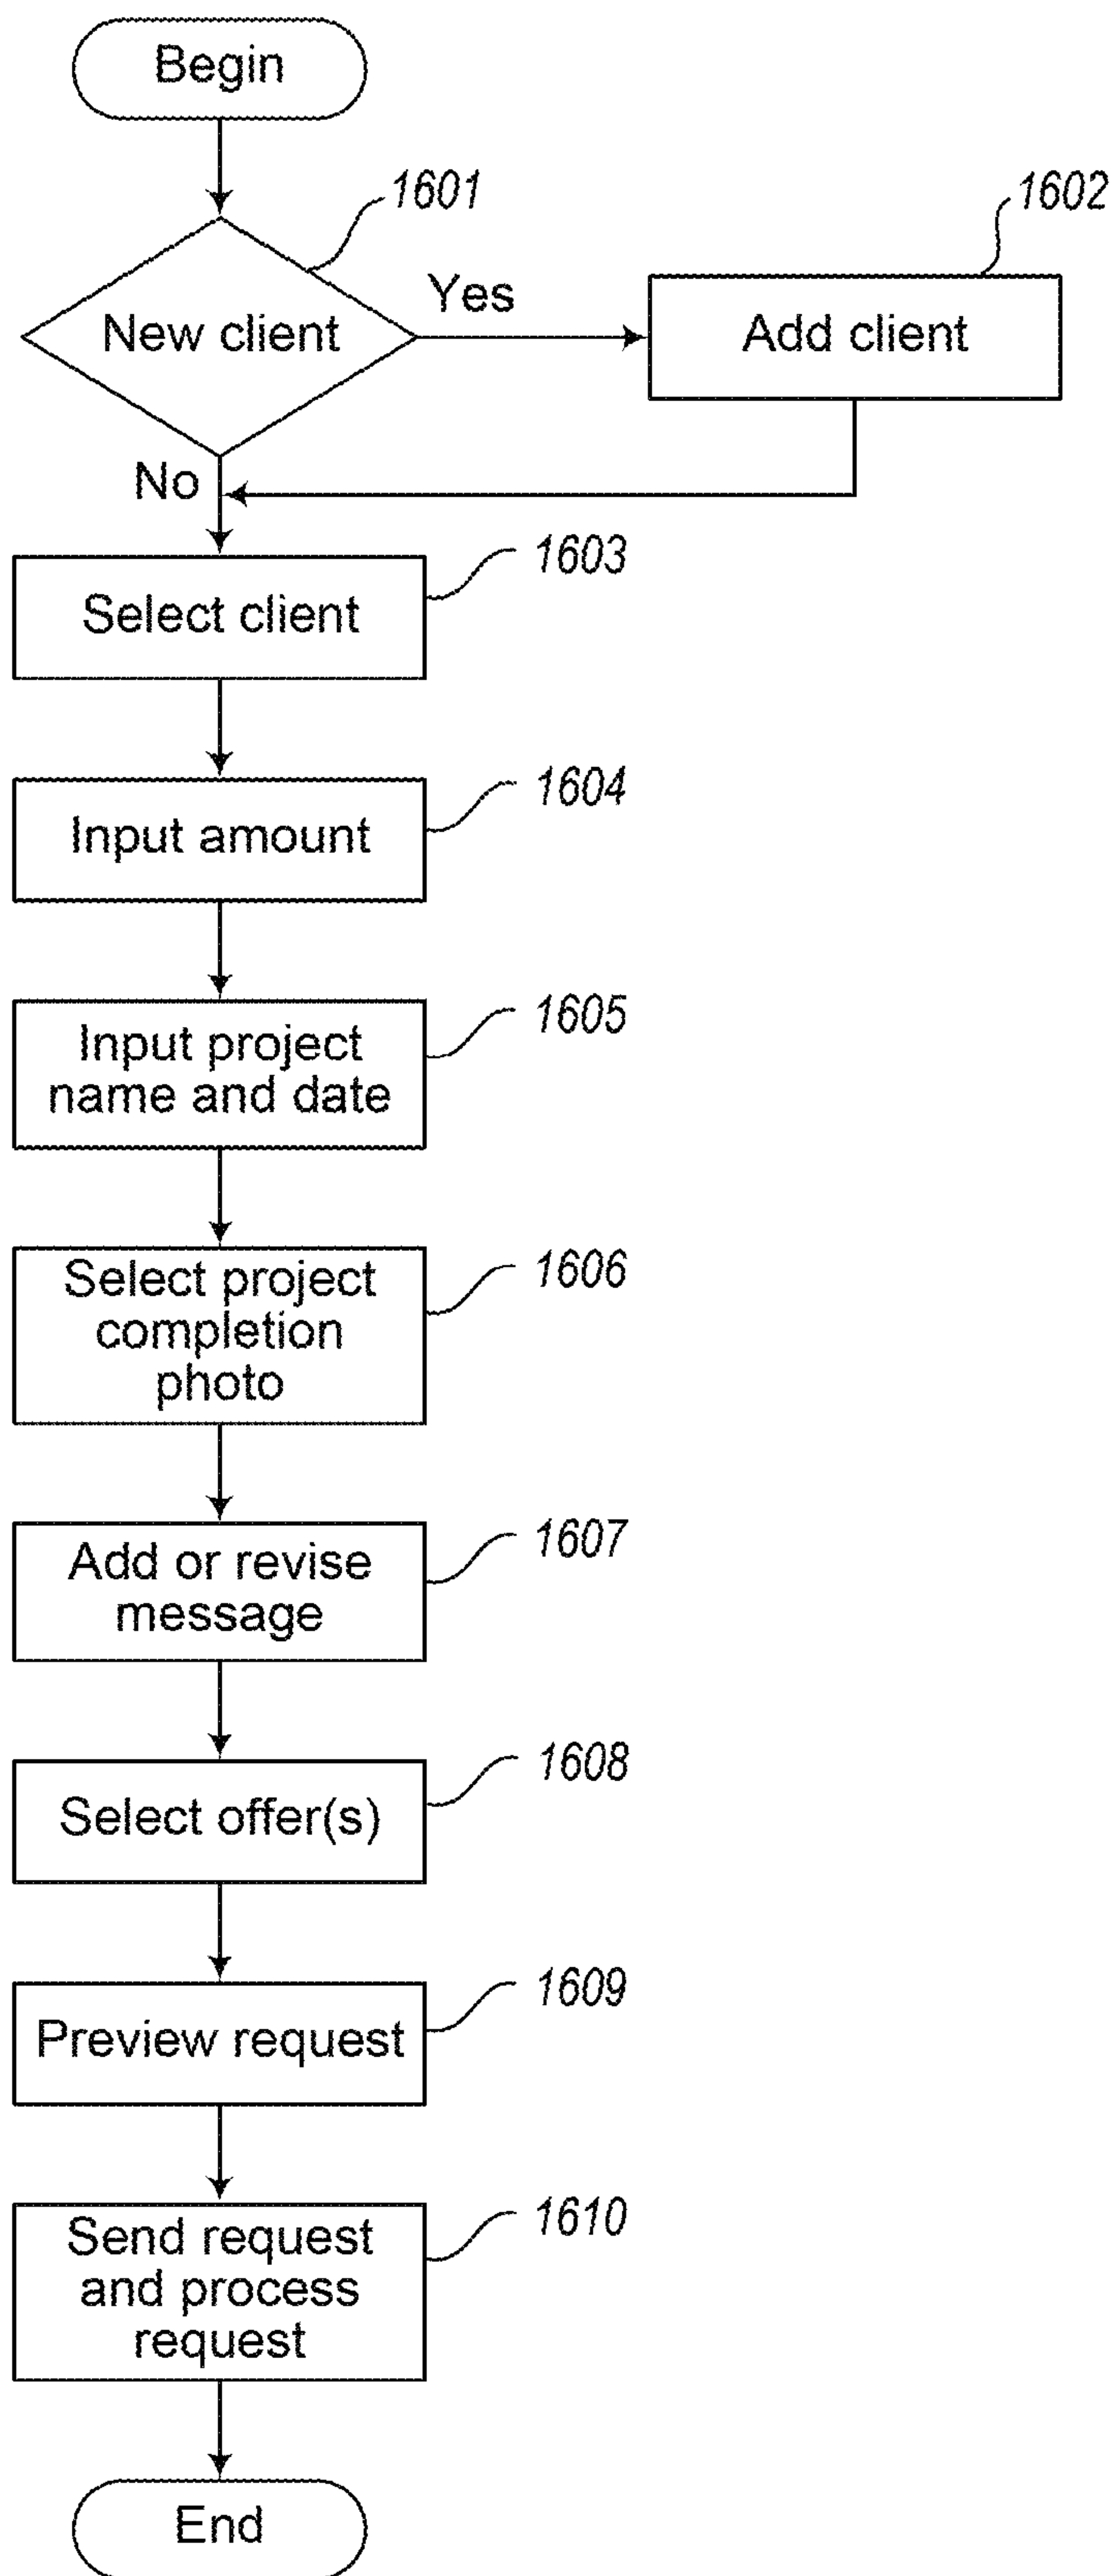 Begin
1601
1602
New client
Yes
Add client
No
1603
Select client
1604
Input amount
1605
Input project
name and date
1606
Select project
completion
photo
1607
Add or revise
message
1608
Select offer(s)
1609
Preview request
1610
Send request
and process
request
End